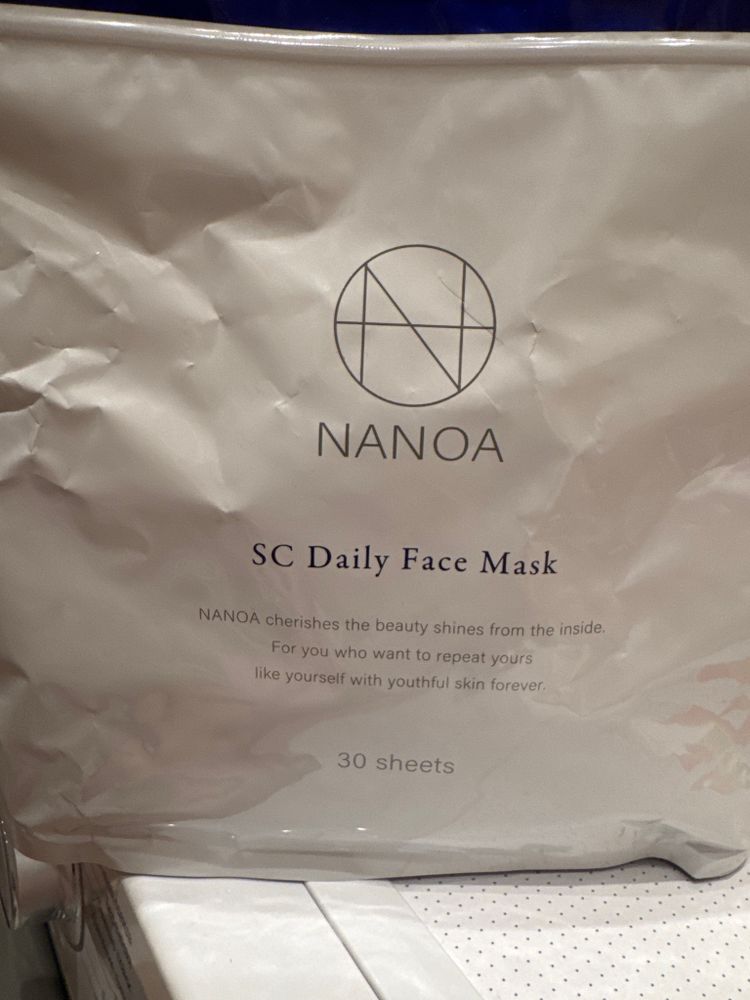 NANOA
SC Daily Face Mask
NANOA cherishes the beauty shines from the inside.
For you who want to repeat yours
like yourself with youthful skin forever.
30 sheets